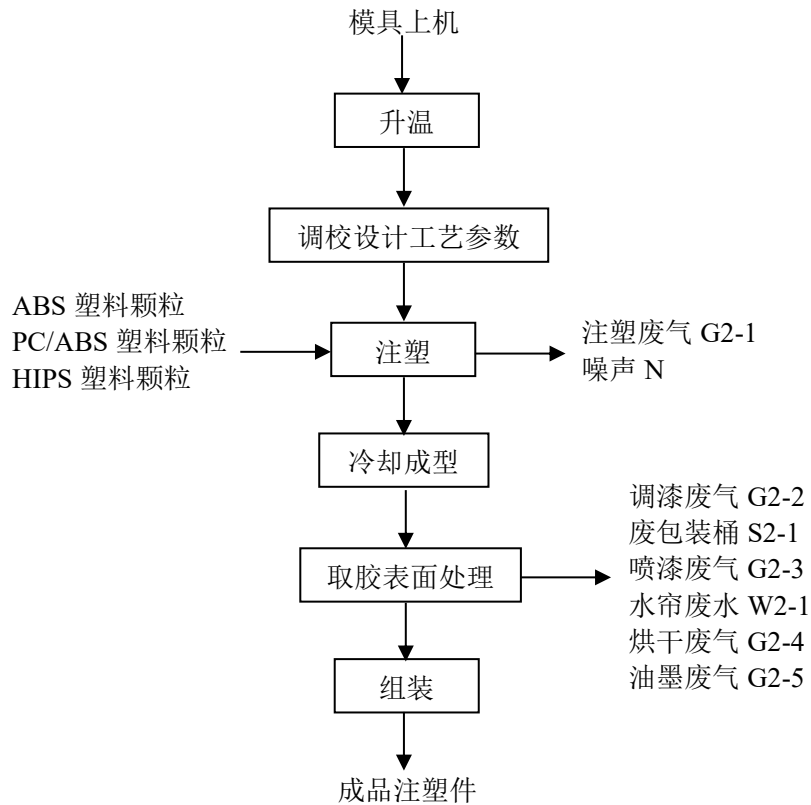 模具上机
升温
调校设计工艺参数
ABS 塑料颗粒
PC/ABS 塑料颗粒
HIPS 塑料颗粒
注塑
注塑废气 G2-1
噪声 N
冷却成型
取胶表面处理
调漆废气 G2-2
废包装桶 S2-1
喷漆废气 G2-3
水帘废水 W2-1
烘干废气 G2-4
油墨废气 G2-5
组装
成品注塑件